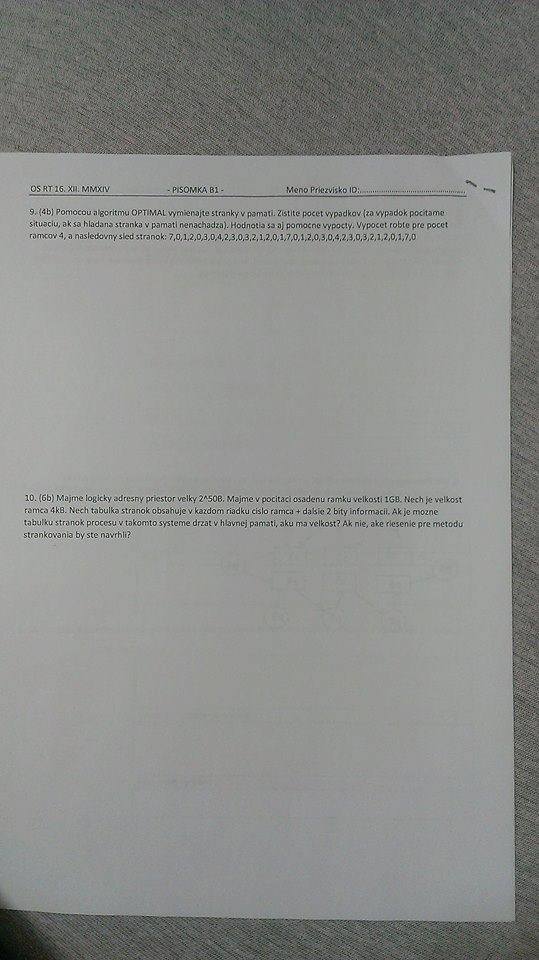 OS RT 16. XII. MMXIV - PISOMKA B1 - Meno Priezvisko ID:........................................
9. (4b) Pomocou algoritmu OPTIMAL vymienajte stranky v pamati. Zistite pocet vypadkov (za vypadok pocitame
situaciu, ak sa hladana stranka v pamati nenachadza). Hodnotia sa aj pomocne vypocty. Vypocet robte pre pocet
ramcov 4, a nasledovny sled stranok: 7,0,1,2,0,3,0,4,2,3,0,3,2,1,2,0,1,7,0,1,2,0,3,0,4,2,3,0,3,2,1,2,0,1,7,0
10. (6b) Majme logicky adresny priestor velky 2^50B. Majme v pocitaci osadenu ramku velkosti 1GB. Nech je velkost
ramca 4kB. Nech tabulka stranok obsahuje v kazdom riadku cislo ramca + dalsie 2 bity informacii. Ak je mozne
tabulku stranok procesu v takomto systeme drzat v hlavnej pamati, aku ma velkost? Ak nie, ake riesenie pre metodu
strankovania by ste navrhli?